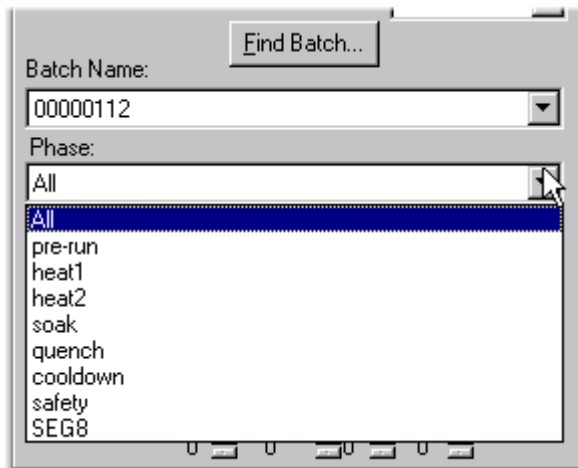 Find Batch...
Batch Name:
00000112
Phase:
All
All
pre-run
heat1
heat2
soak
quench
cooldown
safety
SEG8